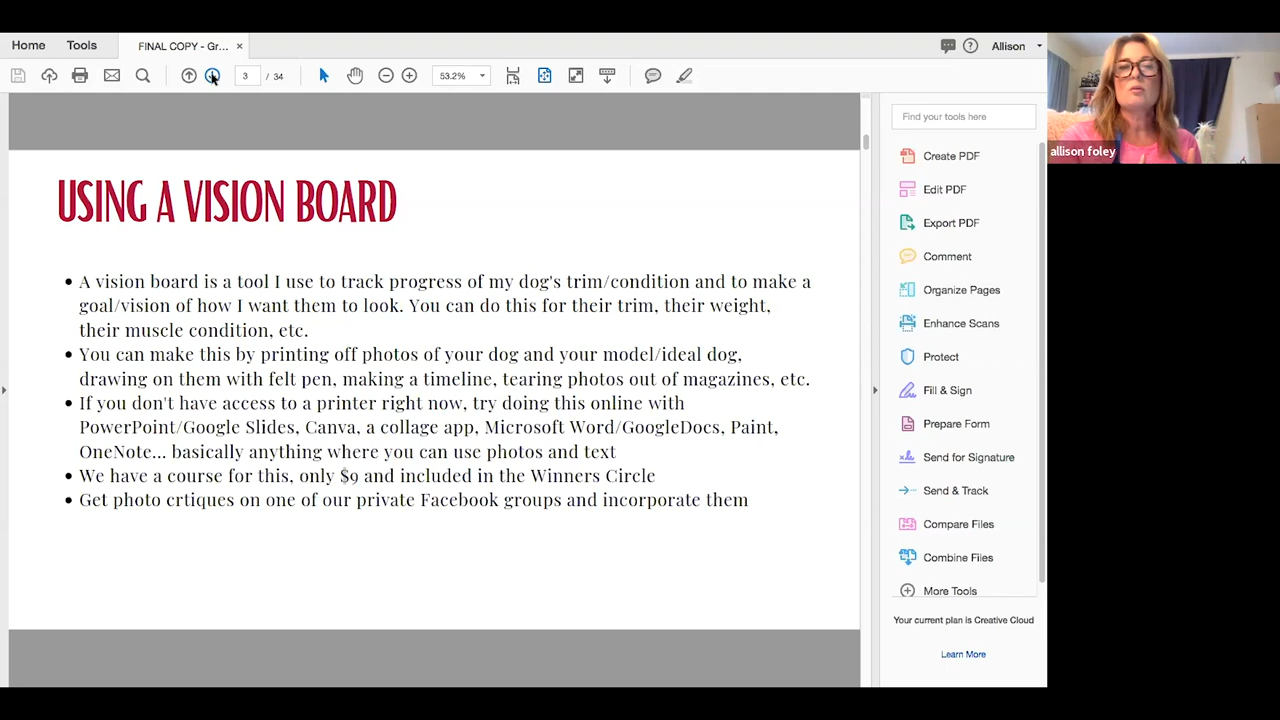 Home Tools FINAL COPY - Gr... × Allison
3 / 34 53.2%
USING A VISION BOARD
A vision board is a tool I use to track progress of my dog's trim/condition and to make a
goal/vision of how I want them to look. You can do this for their trim, their weight,
their muscle condition, etc.
You can make this by printing off photos of your dog and your model/ideal dog,
drawing on them with felt pen, making a timeline, tearing photos out of magazines, etc.
If you don't have access to a printer right now, try doing this online with
PowerPoint/Google Slides, Canva, a collage app, Microsoft Word/GoogleDocs, Paint,
OneNote... basically anything where you can use photos and text
We have a course for this, only $9 and included in the Winners Circle
Get photo crtiques on one of our private Facebook groups and incorporate them
Find your tools here
Create PDF
Edit PDF
Export PDF
Comment
Organize Pages
Enhance Scans
Protect
Fill & Sign
Prepare Form
Send for Signature
Send & Track
Compare Files
Combine Files
More Tools
Your current plan is Creative Cloud
Learn More
allison foley